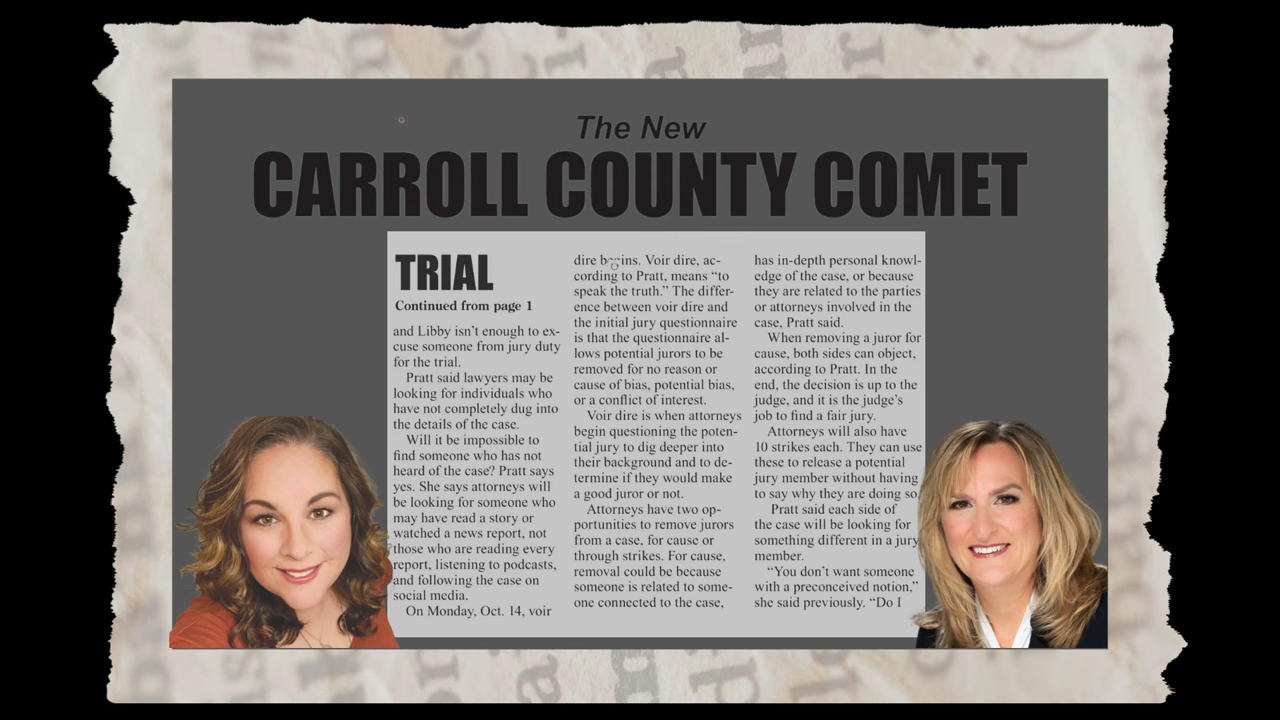 The New
CARROLL COUNTY COMET
TRIAL
Continued from page 1
and Libby isn't enough to ex-
cuse someone from jury duty
for the trial.
Pratt said lawyers may be
looking for individuals who
have not completely dug into
the details of the case.
Will it be impossible to
find someone who has not
heard of the case? Pratt says
yes. She says attorneys will
be looking for someone who
may have read a story or
watched a news report, not
those who are reading every
report, listening to podcasts,
and following the case on
social media.
On Monday, Oct. 14, voir
dire begins. Voir dire, ac-
cording to Pratt, means “to
speak the truth.” The differ-
ence between voir dire and
the initial jury questionnaire
is that the questionnaire al-
lows potential jurors to be
removed for no reason or
cause of bias, potential bias,
or a conflict of interest.
Voir dire is when attorneys
begin questioning the poten-
tial jury to dig deeper into
their background and to de-
termine if they would make
a good juror or not.
Attorneys have two op-
portunities to remove jurors
from a case, for cause or
through strikes. For cause,
removal could be because
someone is related to some-
one connected to the case,
has in-depth personal knowl-
edge of the case, or because
they are related to the parties
or attorneys involved in the
case, Pratt said.
When removing a juror for
cause, both sides can object,
according to Pratt. In the
end, the decision is up to the
judge, and it is the judge's
job to find a fair jury.
Attorneys will also have
10 strikes each. They can use
these to release a potential
jury member without having
to say why they are doing so.
Pratt said each side of
the case will be looking for
something different in a jury
member.
“You don't want someone
with a preconceived notion,”
she said previously. “Do I